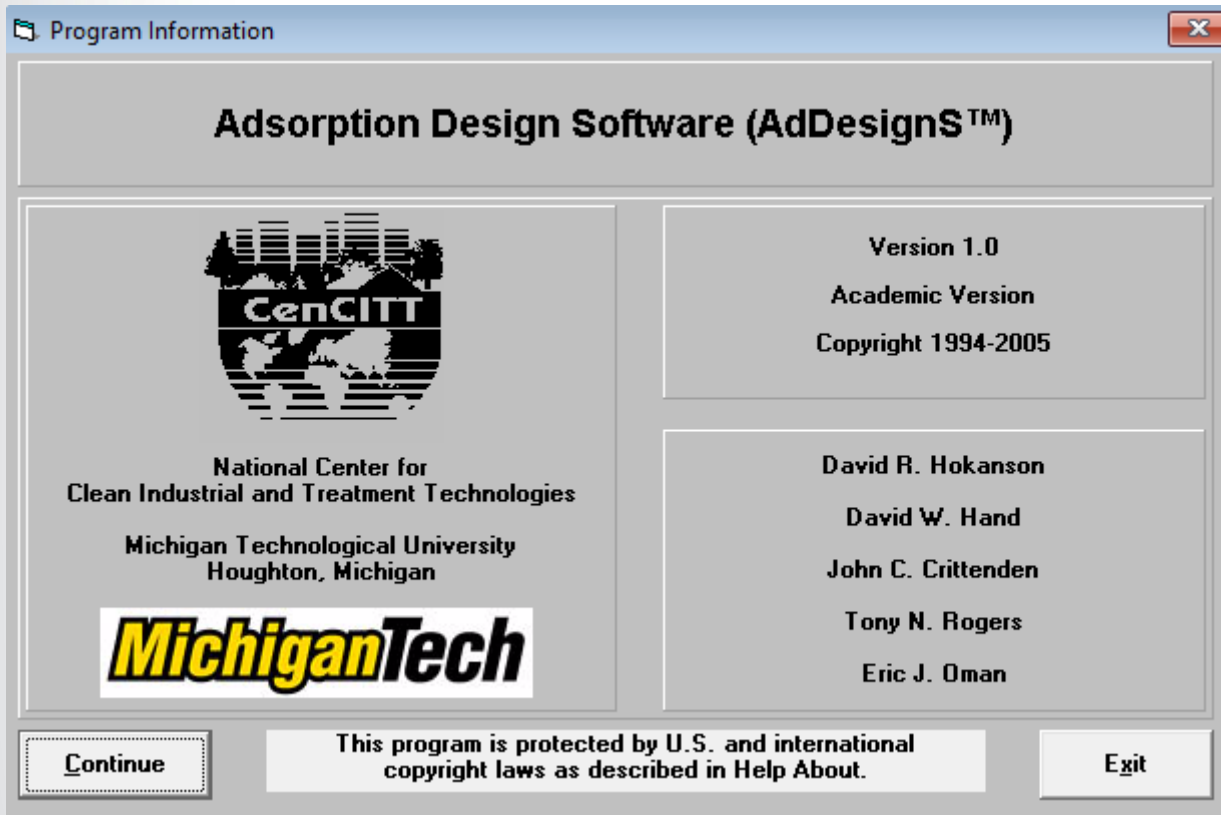 Program Information
Adsorption Design Software (AdDesignS™)
CenCITT
National Center for
Clean Industrial and Treatment Technologies
Michigan Technological University
Houghton, Michigan
MichiganTech
Version 1.0
Academic Version
Copyright 1994-2005
David R. Hokanson
David W. Hand
John C. Crittenden
Tony N. Rogers
Eric J. Oman
Continue
This program is protected by U.S. and international
copyright laws as described in Help About.
Exit